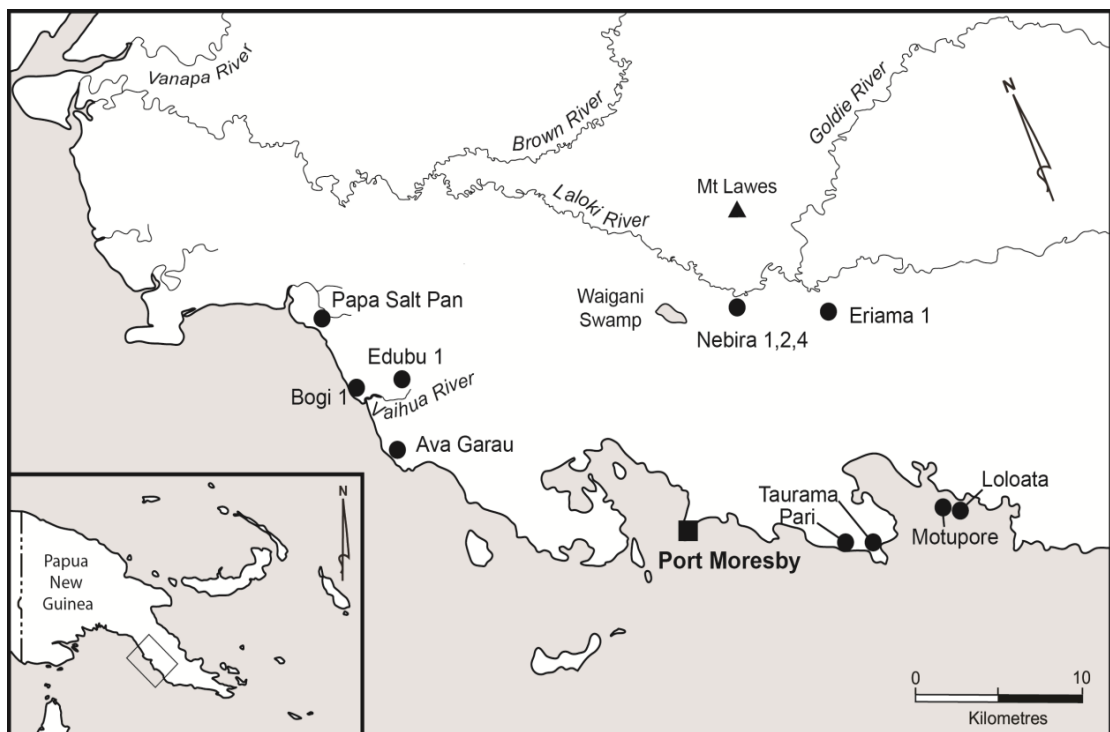 Vanapa River
Brown River
Goldie River
N
Mt Lawes
Laloki River
Papa Salt Pan
Waigani
Swamp
Nebira 1,2,4
Eriama 1
Edubu 1
Bogi 1
Vaihua River
Ava Garau
Taurama
Pari
Loloata
Motupore
Port Moresby
N
Papua
New
Guinea
0 10
Kilometres